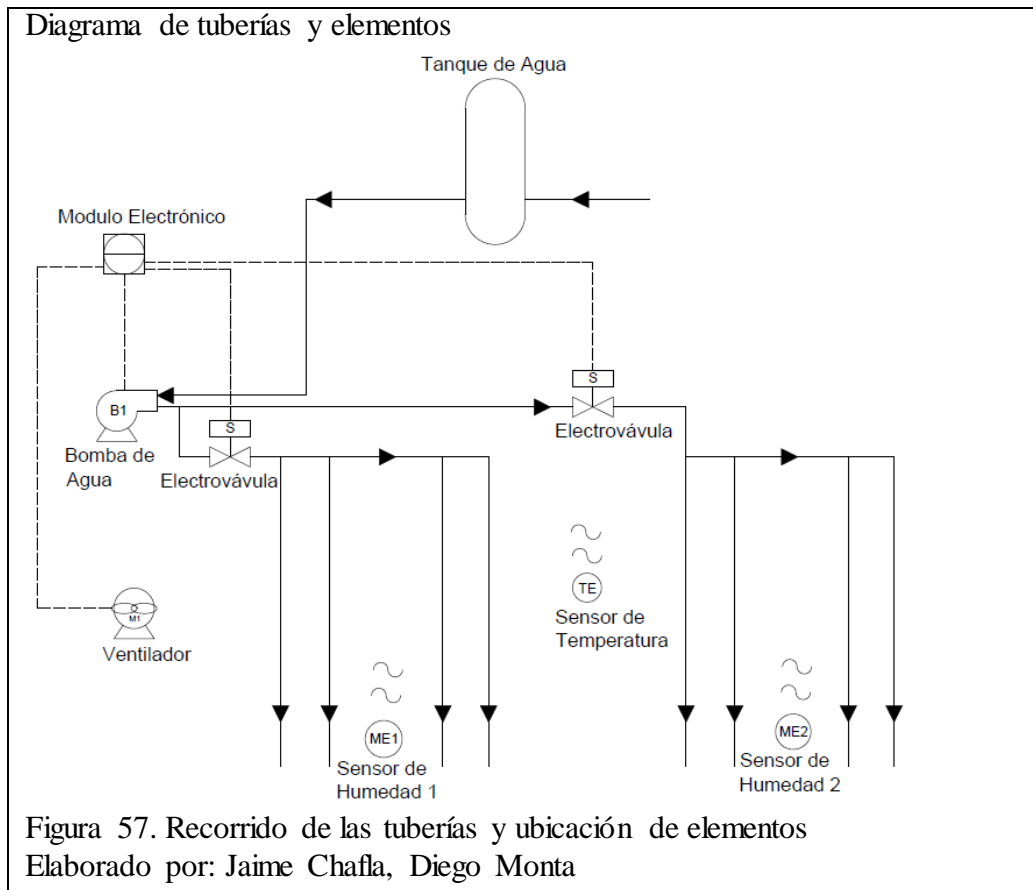 Diagrama de tuberías y elementos
Tanque de Agua
Modulo Electrónico
S
B1
S
Electrovávula
Bomba de
Agua
Electrovávula
TE
Sensor de
Temperatura
M1
Ventilador
ME1
Sensor de
Humedad 1
ME2
Sensor de
Humedad 2
Figura 57. Recorrido de las tuberías y ubicación de elementos
Elaborado por: Jaime Chafla, Diego Monta